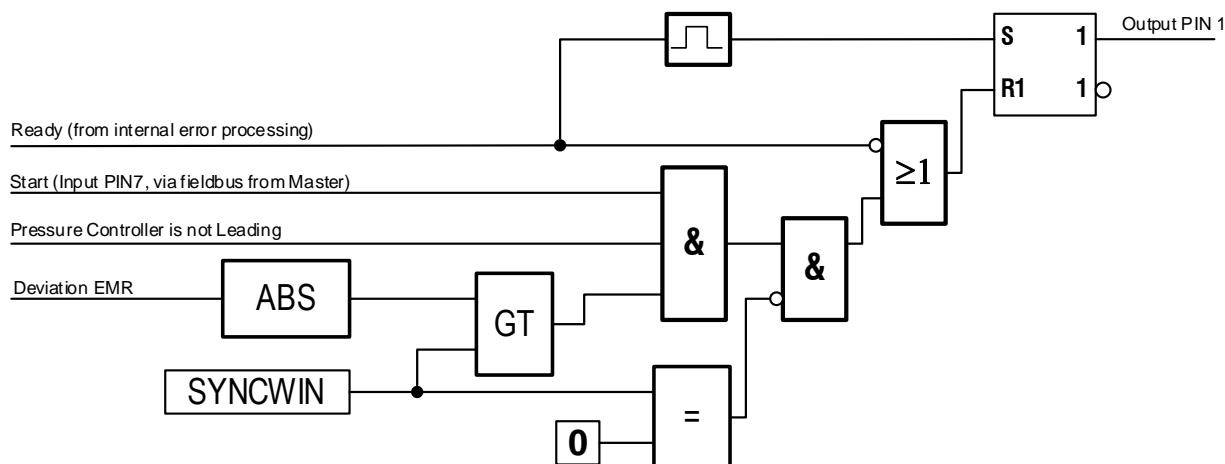 Output PIN 1
S 1
R1 1
Ready (from internal error processing)
≥1
Start (Input PIN7, via fieldbus from Master)
Pressure Controller is not Leading
&
&
Deviation EMR
ABS
GT
SYNCWIN
=
0